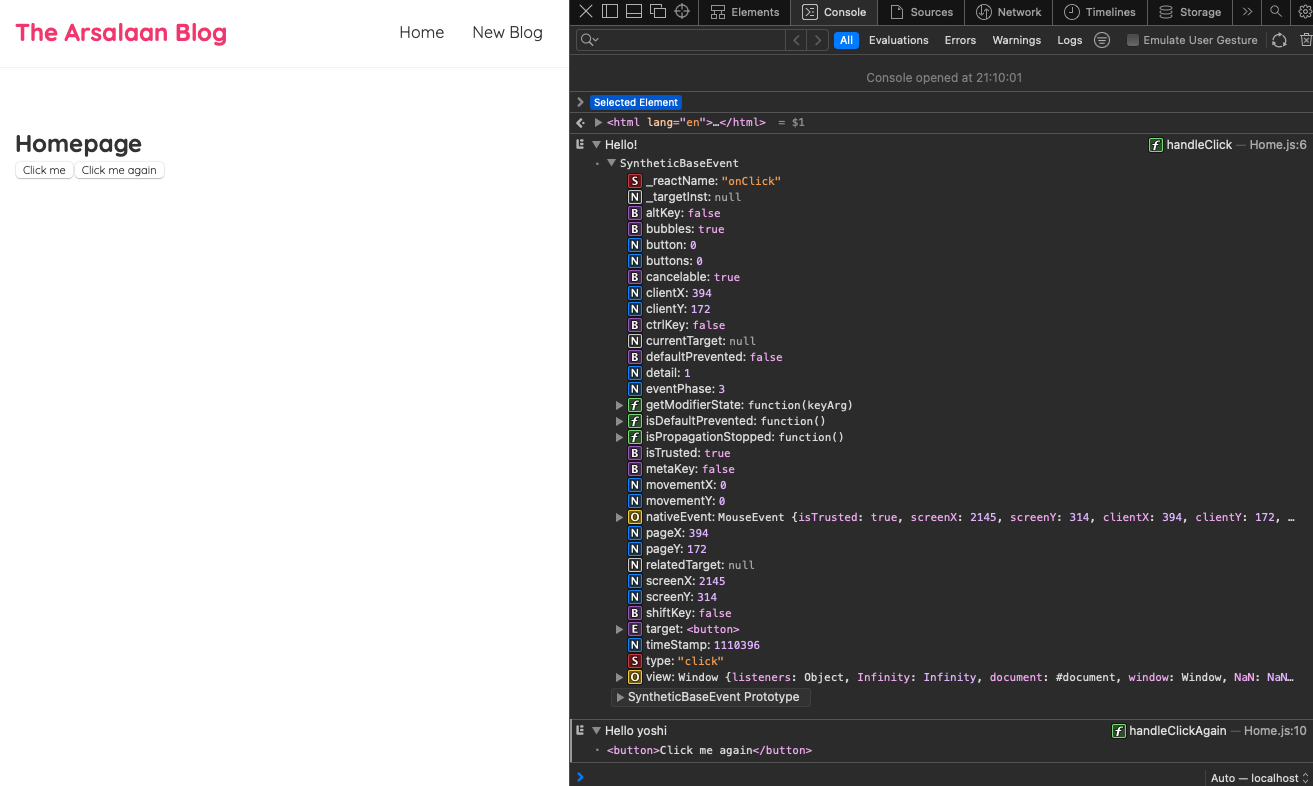 The Arsalaan Blog
Home
New Blog
Homepage
Click me
Click me again
Elements
Console
Sources
Network
Timelines
Storage
All
Evaluations
Errors
Warnings
Logs
Emulate User Gesture
Console opened at 21:10:01
Selected Element
<html lang="en">…</html> = $1
Hello!
handleClick — Home.js:6
SyntheticBaseEvent
S _reactName: "onClick"
N _targetInst: null
B altKey: false
B bubbles: true
N button: 0
N buttons: 0
B cancelable: true
N clientX: 394
N clientY: 172
B ctrlKey: false
N currentTarget: null
B defaultPrevented: false
N detail: 1
N eventPhase: 3
f getModifierState: function(keyArg)
f isDefaultPrevented: function()
f isPropagationStopped: function()
B isTrusted: true
B metaKey: false
N movementX: 0
N movementY: 0
O nativeEvent: MouseEvent {isTrusted: true, screenX: 2145, screenY: 314, clientX: 394, clientY: 172, …
N pageX: 394
N pageY: 172
N relatedTarget: null
N screenX: 2145
N screenY: 314
B shiftKey: false
E target: <button>
N timeStamp: 1110396
S type: "click"
O view: Window {listeners: Object, Infinity: Infinity, document: #document, window: Window, NaN: NaN…
SyntheticBaseEvent Prototype
Hello yoshi
f handleClickAgain — Home.js:10
<button>Click me again</button>
Auto — localhost